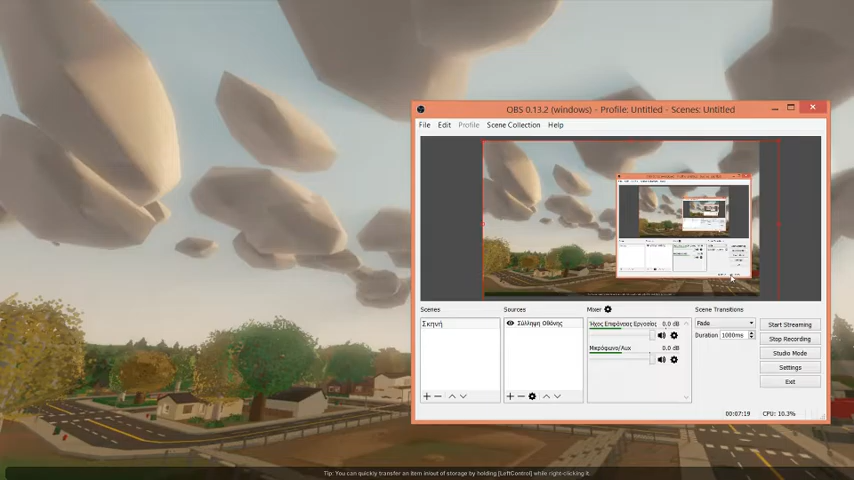 OBS 0.13.2 (windows) - Profile: Untitled - Scenes: Untitled
File Edit Profile Scene Collection Help
Scenes
Σκηνή
Sources
Σύλληψη Οθόνης
Mixer
Ήχος Επιφάνειας Εργασίας 0.0 dB
Μικρόφωνο/Aux 0.0 dB
Scene Transitions
Fade
Duration 1000ms
Start Streaming
Stop Recording
Studio Mode
Settings
Exit
00:07:19 CPU: 10.3%
Tip: You can quickly transfer an item in/out of storage by holding [LeftControl] while right-clicking it.